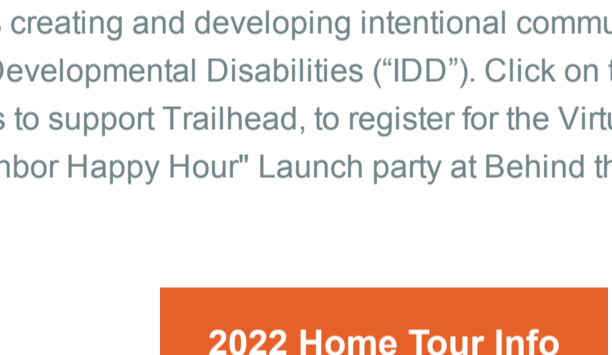 creating and developing intentional commu
Developmental Disabilities (“IDD”). Click on t
s to support Trailhead, to register for the Virtu
hbor Happy Hour" Launch party at Behind th
2022 Home Tour Info